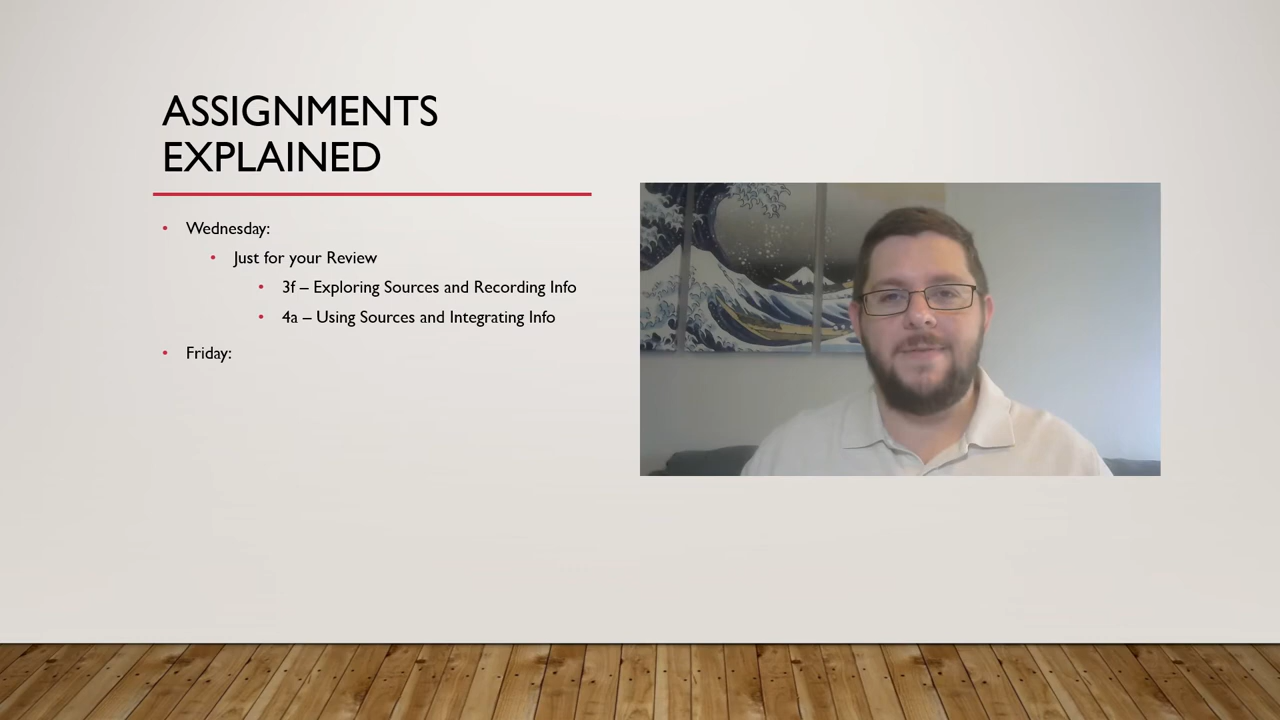 ASSIGNMENTS
EXPLAINED
• Wednesday:
• Just for your Review
• 3f – Exploring Sources and Recording Info
• 4a – Using Sources and Integrating Info
• Friday: